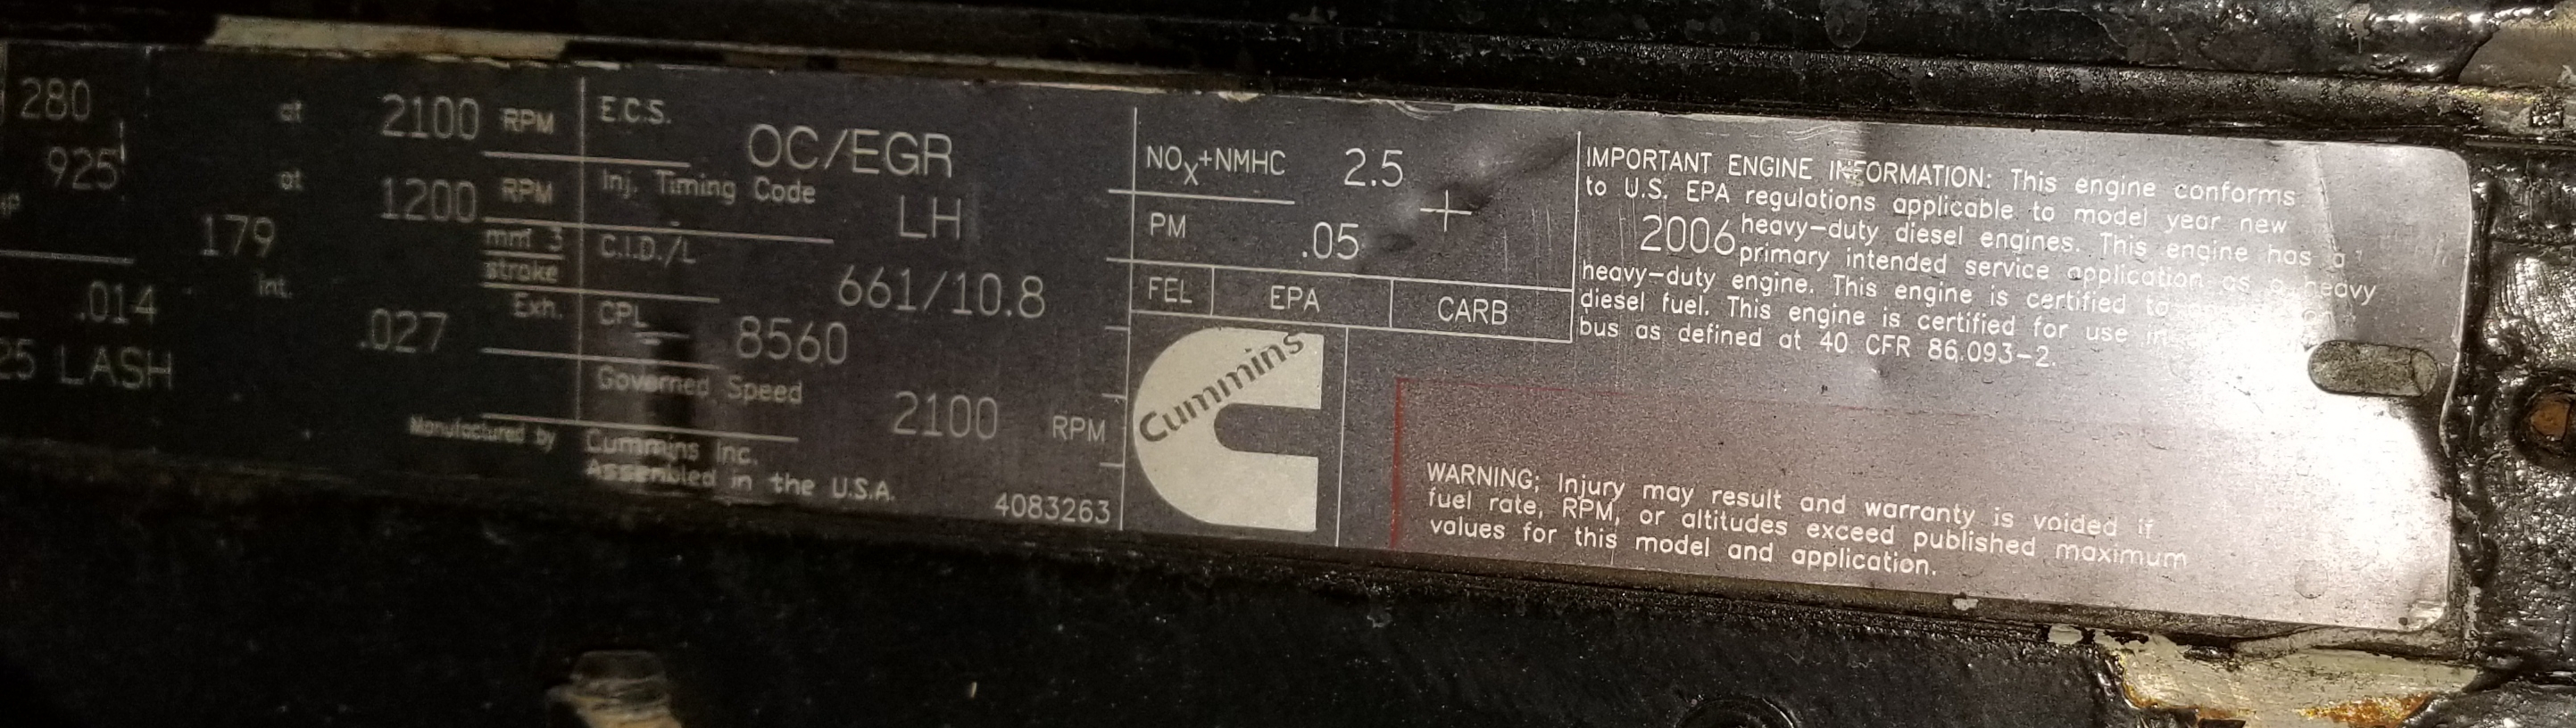 280 at 2100 RPM
925 at 1200 RPM
179 mm 3
stroke
.014 Int. .027 Exh.
25 LASH
Manufactured by
Cummins Inc.
Assembled in the U.S.A.
4083263
E.C.S.
OC/EGR
Inj. Timing Code
LH
C.I.D./L
661/10.8
CPL
8560
Governed Speed
2100 RPM
NOX+NMHC 2.5
PM .05
FEL EPA CARB
Cummins
IMPORTANT ENGINE INFORMATION: This engine conforms
to U.S. EPA regulations applicable to model year new
2006 heavy-duty diesel engines. This engine has a
primary intended service application as a heavy
heavy-duty engine. This engine is certified to
diesel fuel. This engine is certified for use in
bus as defined at 40 CFR 86.093-2.
WARNING; Injury may result and warranty is voided if
fuel rate, RPM, or altitudes exceed published maximum
values for this model and application.